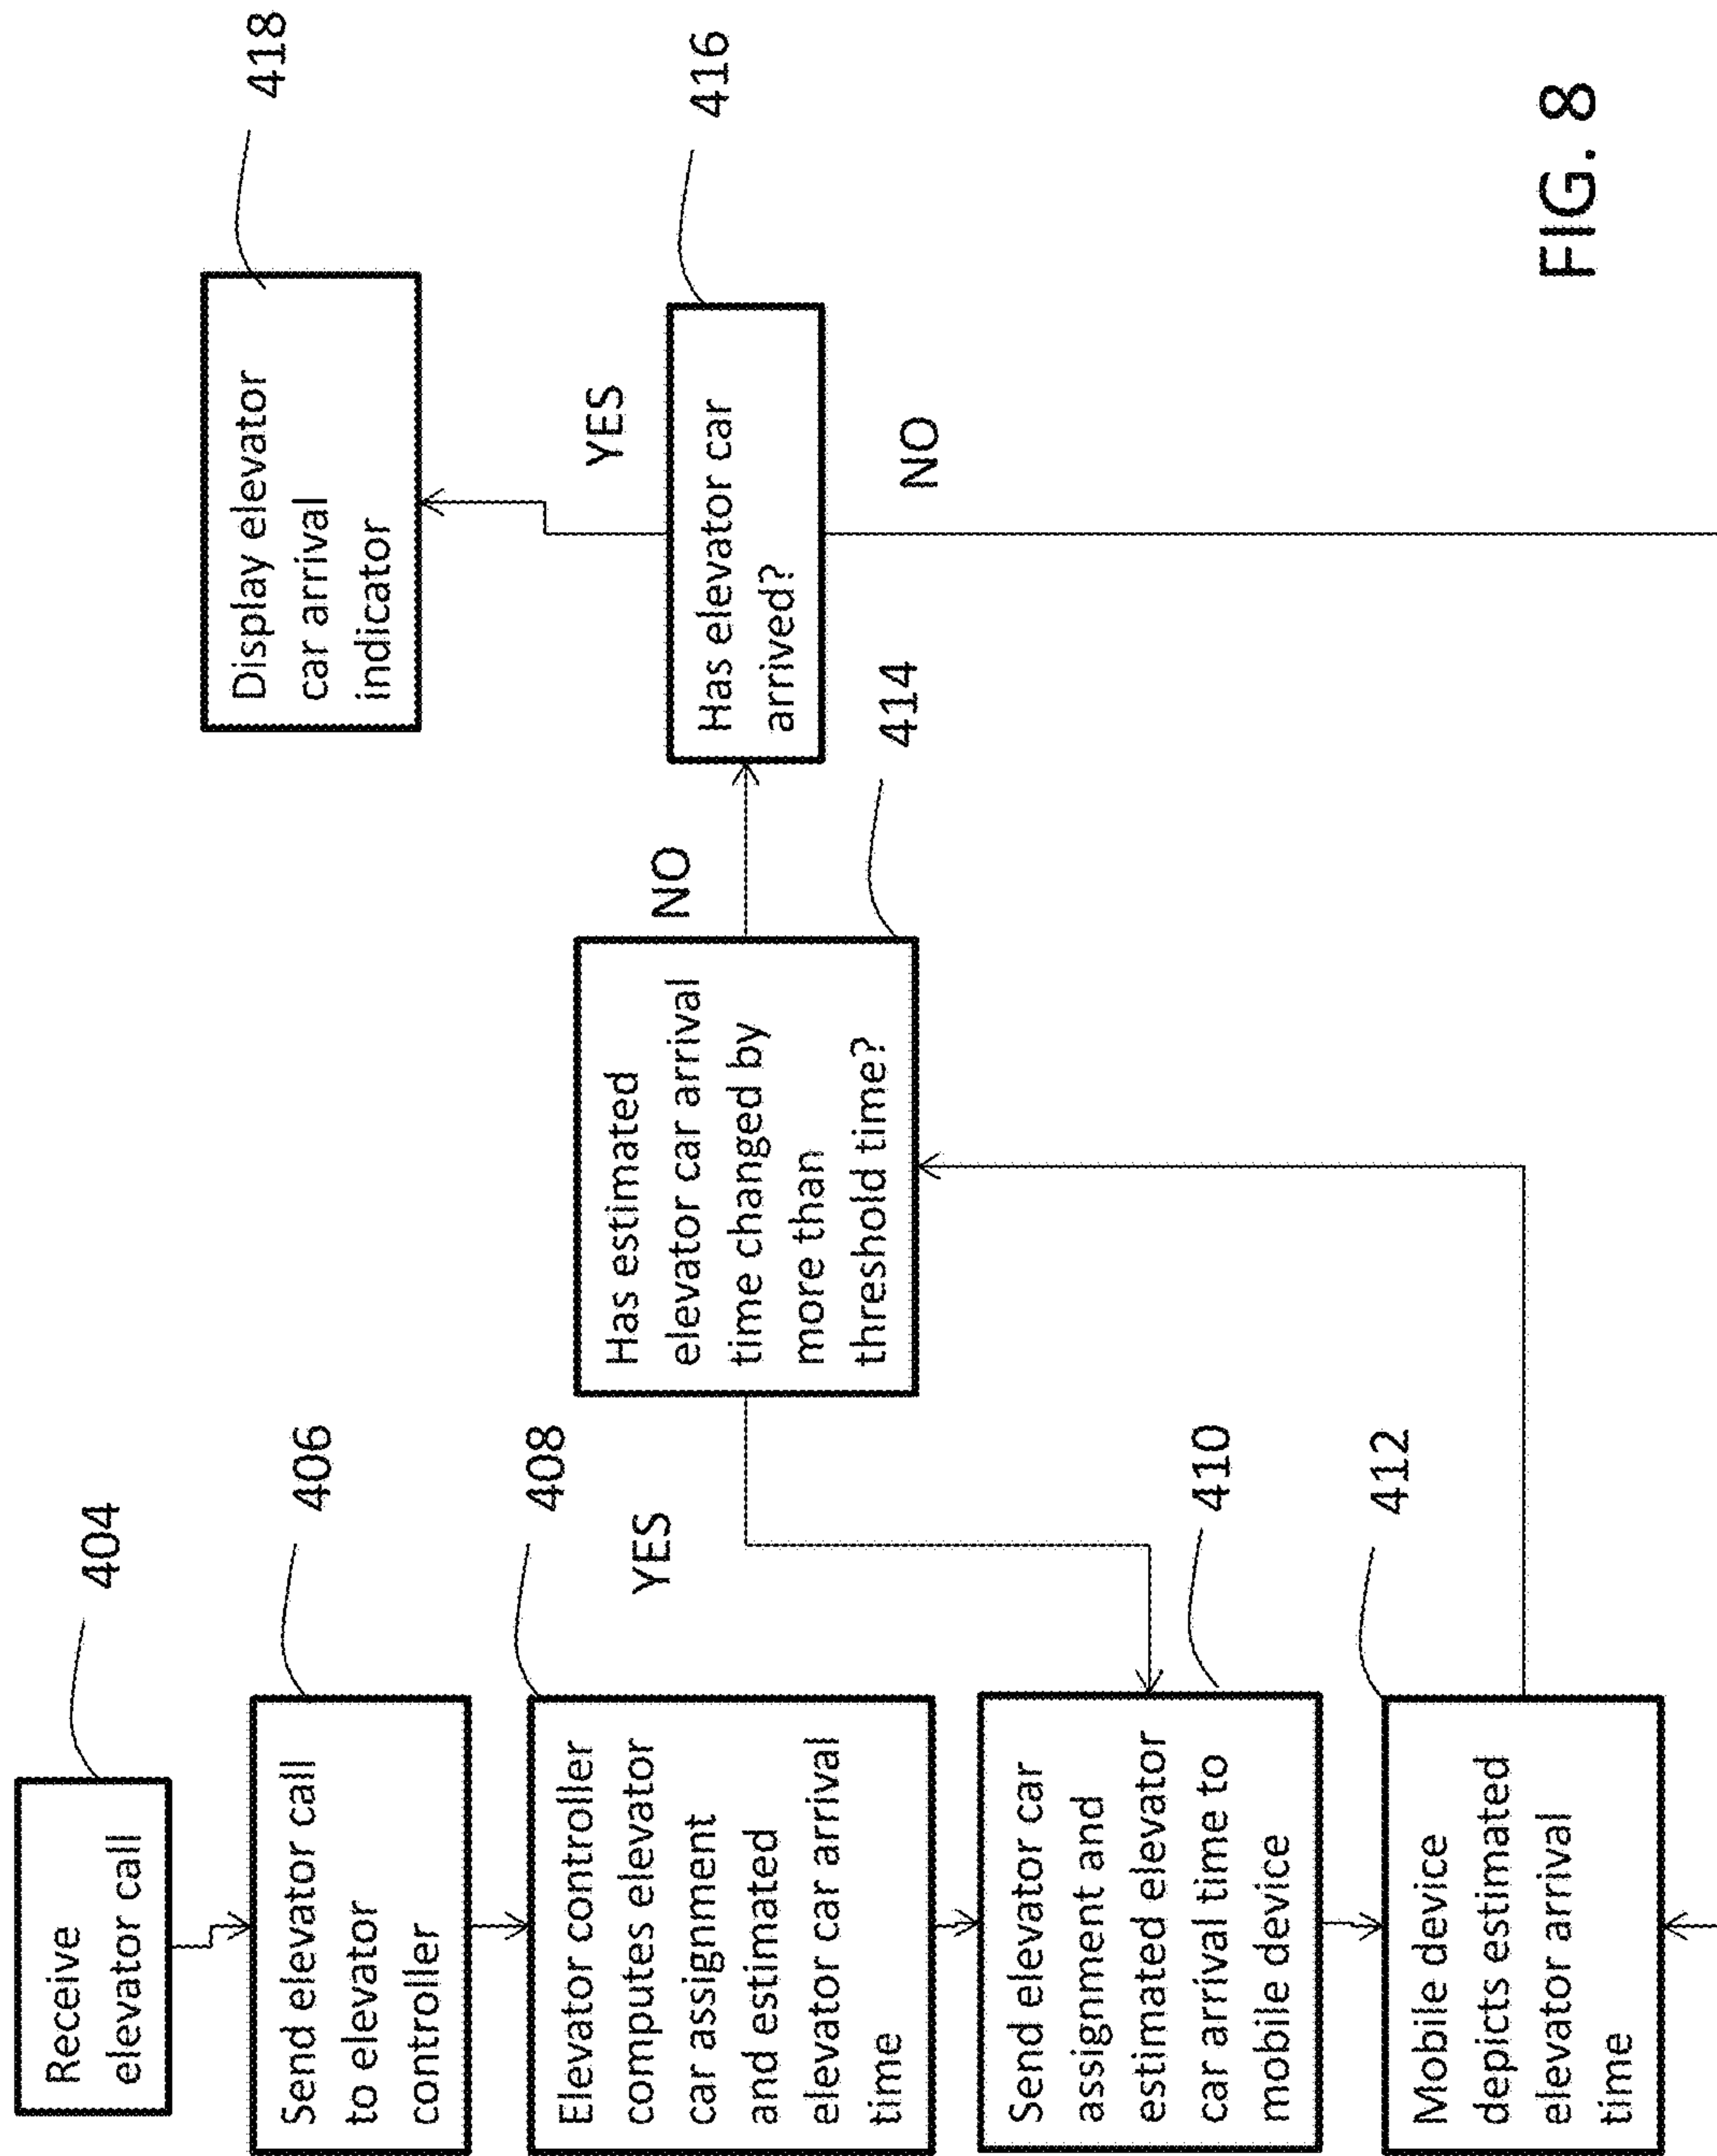 Receive
elevator call
404
Send elevator call
to elevator
controller
406
Elevator controller
computes elevator
car assignment
and estimated
elevator car arrival
time
408
Send elevator car
assignment and
estimated elevator
car arrival time to
mobile device
410
Mobile device
depicts estimated
elevator arrival
time
412
YES
Has estimated
elevator car arrival
time changed by
more than
threshold time?
414
NO
Has elevator car
arrived?
416
YES
NO
Display elevator
car arrival
indicator
418
FIG. 8